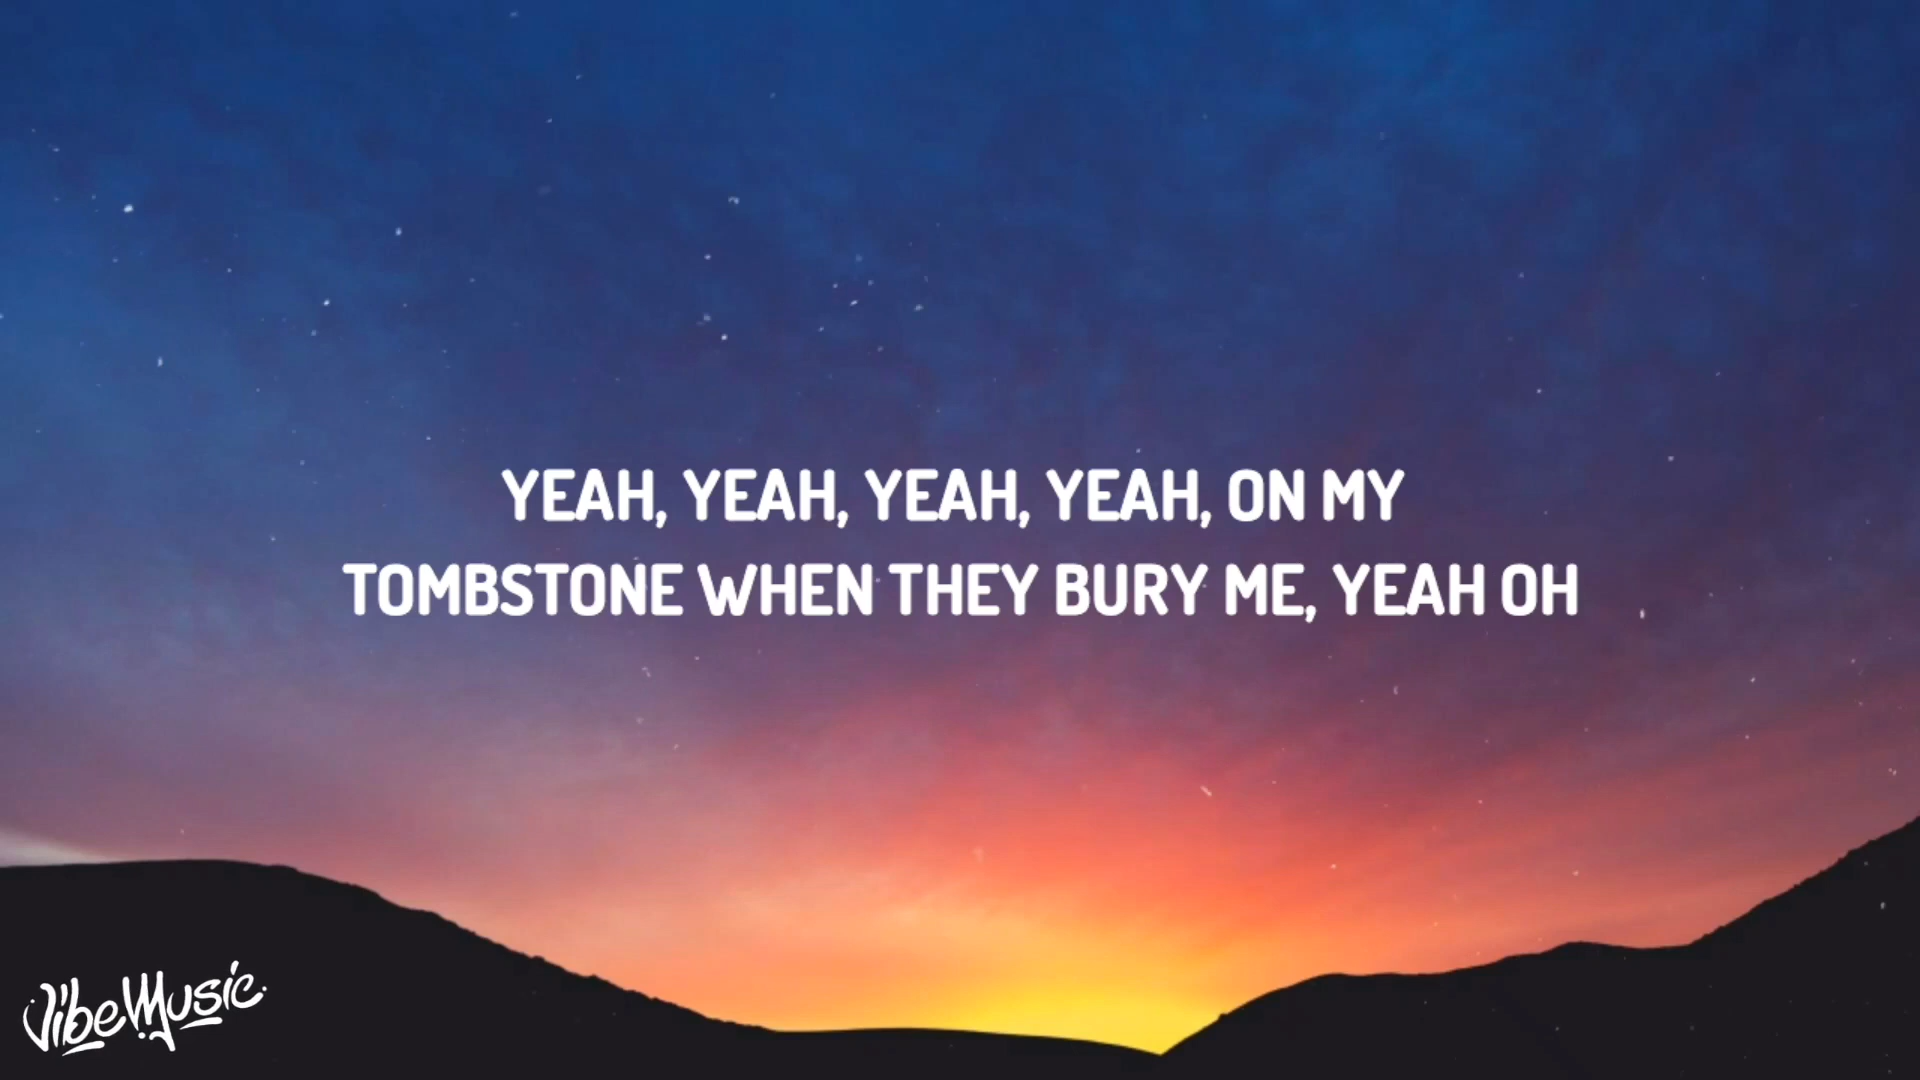 YEAH, YEAH, YEAH, YEAH, ON MY
TOMBSTONE WHEN THEY BURY ME, YEAH OH
VibeMusic